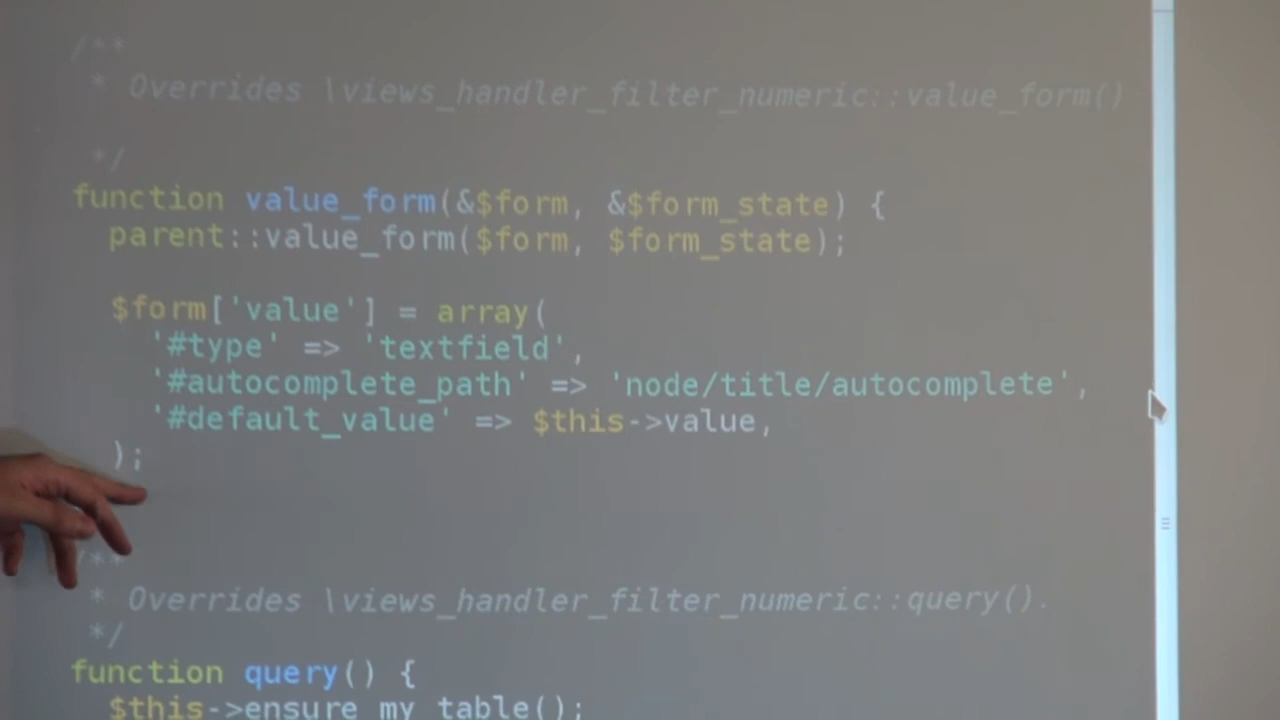 /**
 * Overrides \views_handler_filter_numeric::value_form()
 */
function value_form(&$form, &$form_state) {
  parent::value_form($form, $form_state);
  $form['value'] = array(
    '#type' => 'textfield',
    '#autocomplete_path' => 'node/title/autocomplete',
    '#default_value' => $this->value,
  );
/**
 * Overrides \views_handler_filter_numeric::query().
 */
function query() {
  $this->ensure_my_table();